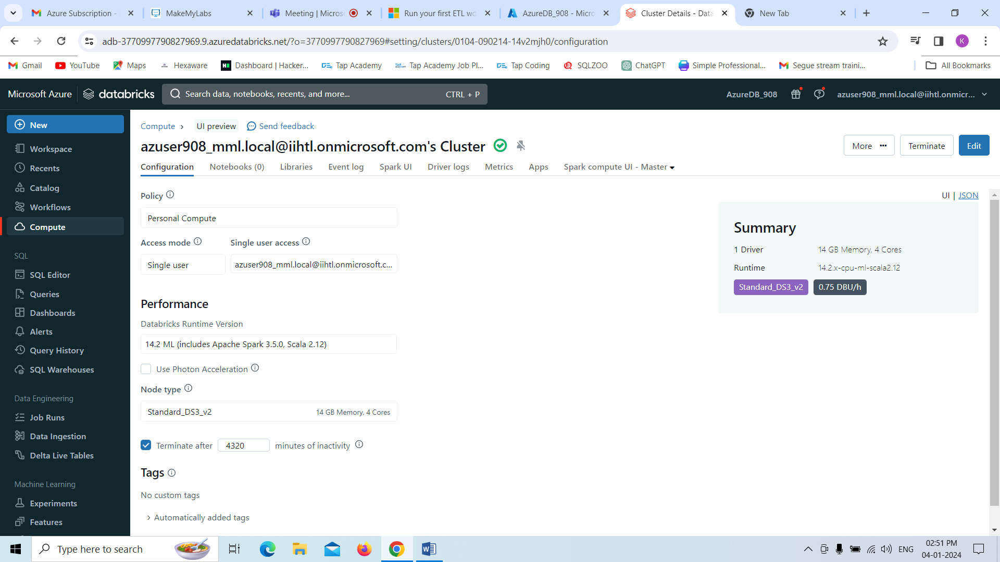 Azure Subscription -
MakeMyLabs
Meeting | Micros
Run your first ETL wo
AzureDB_908 - Micro
Cluster Details - Data
New Tab
adb-3770997790827969.9.azuredatabricks.net/?o=3770997790827969#setting/clusters/0104-090214-14v2mjh0/configuration
K
Gmail
YouTube
Maps
Hexaware
Dashboard | Hacker...
Tap Academy
Tap Academy Job Pl...
Tap Coding
SQLZOO
ChatGPT
Simple Professional...
Segue stream traini...
All Bookmarks
Microsoft Azure
databricks
Search data, notebooks, recents, and more...
CTRL + P
AzureDB_908
azuser908_mml.local@iihtl.onmicr...
New
Workspace
Recents
Catalog
Workflows
Compute
SQL
SQL Editor
Queries
Dashboards
Alerts
Query History
SQL Warehouses
Data Engineering
Job Runs
Data Ingestion
Delta Live Tables
Machine Learning
Experiments
Features
Compute
UI preview
Send feedback
azuser908_mml.local@iihtl.onmicrosoft.com's Cluster
More
Terminate
Edit
Configuration
Notebooks (0)
Libraries
Event log
Spark UI
Driver logs
Metrics
Apps
Spark compute UI - Master
Policy
Personal Compute
Access mode
Single user access
Single user
azuser908_mml.local@iihtl.onmicrosoft.c...
Performance
Databricks Runtime Version
14.2 ML (includes Apache Spark 3.5.0, Scala 2.12)
Use Photon Acceleration
Node type
Standard_DS3_v2
14 GB Memory, 4 Cores
Terminate after
4320
minutes of inactivity
Tags
No custom tags
Automatically added tags
UI | JSON
Summary
1 Driver
14 GB Memory, 4 Cores
Runtime
14.2.x-cpu-ml-scala2.12
Standard_DS3_v2
0.75 DBU/h
Type here to search
ENG
02:51 PM
04-01-2024